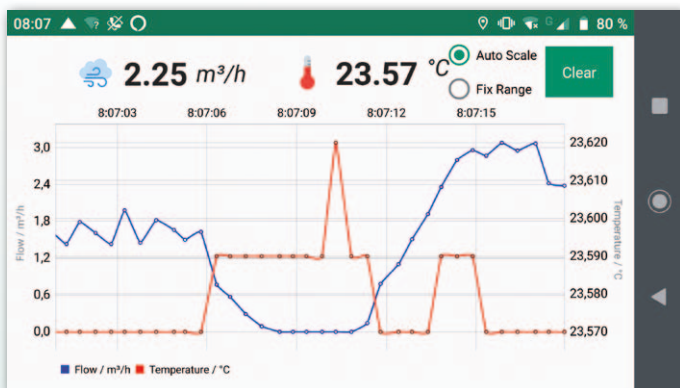 08:07 G 80 %
2.25 m³/h 23.57 °C
Auto Scale
Fix Range
Clear
8:07:03 8:07:06 8:07:09 8:07:12 8:07:15
Flow / m³/h
3,0
2,4
1,8
1,2
0,6
0,0
23,620
23,610
23,600
23,590
23,580
23,570
Temperature / °C
Flow / m³/h Temperature / °C